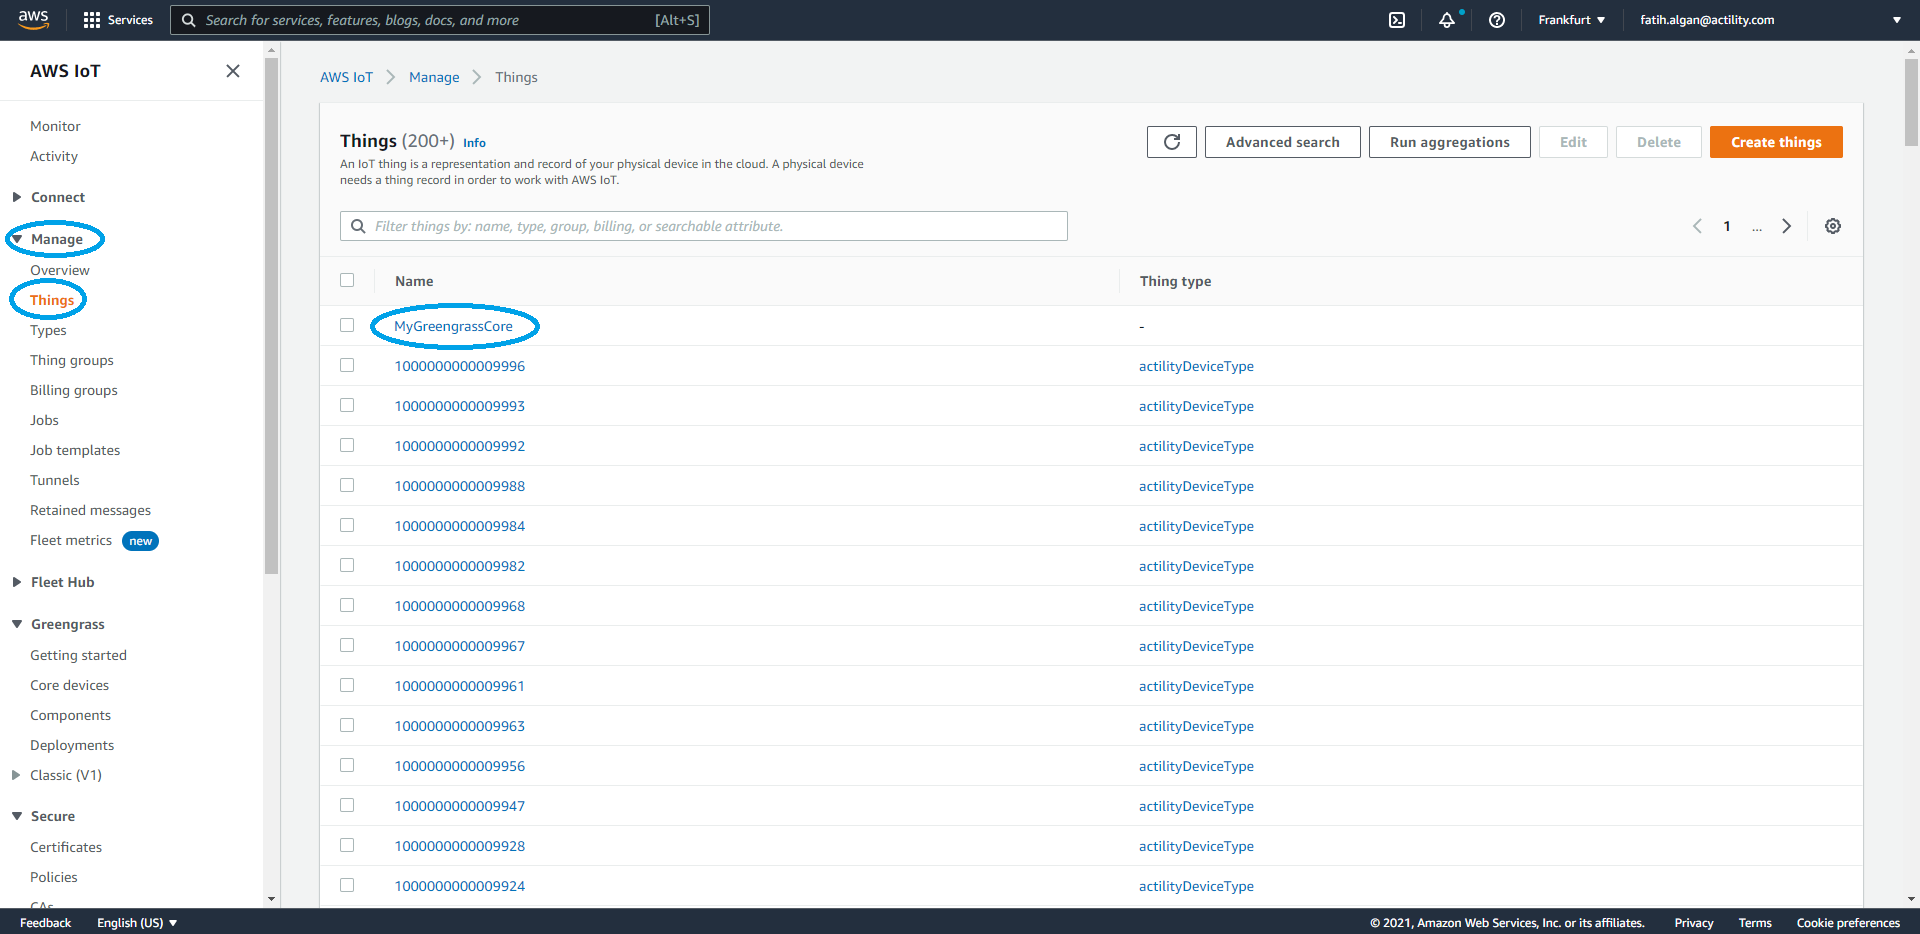 aws
Services
Search for services, features, blogs, docs, and more
[Alt+S]
Frankfurt
fatih.algan@actility.com
AWS IoT
Monitor
Activity
Connect
Manage
Overview
Things
Types
Thing groups
Billing groups
Jobs
Job templates
Tunnels
Retained messages
Fleet metrics new
Fleet Hub
Greengrass
Getting started
Core devices
Components
Deployments
Classic (V1)
Secure
Certificates
Policies
CAs
AWS IoT
Manage
Things
Things (200+) Info
An IoT thing is a representation and record of your physical device in the cloud. A physical device
needs a thing record in order to work with AWS IoT.
Advanced search
Run aggregations
Edit
Delete
Create things
Filter things by: name, type, group, billing, or searchable attribute.
1 ...
Name Thing type
MyGreengrassCore -
1000000000009996 actilityDeviceType
1000000000009993 actilityDeviceType
1000000000009992 actilityDeviceType
1000000000009988 actilityDeviceType
1000000000009984 actilityDeviceType
1000000000009982 actilityDeviceType
1000000000009968 actilityDeviceType
1000000000009967 actilityDeviceType
1000000000009961 actilityDeviceType
1000000000009963 actilityDeviceType
1000000000009956 actilityDeviceType
1000000000009947 actilityDeviceType
1000000000009928 actilityDeviceType
1000000000009924 actilityDeviceType
Feedback
English (US)
© 2021, Amazon Web Services, Inc. or its affiliates.
Privacy
Terms
Cookie preferences